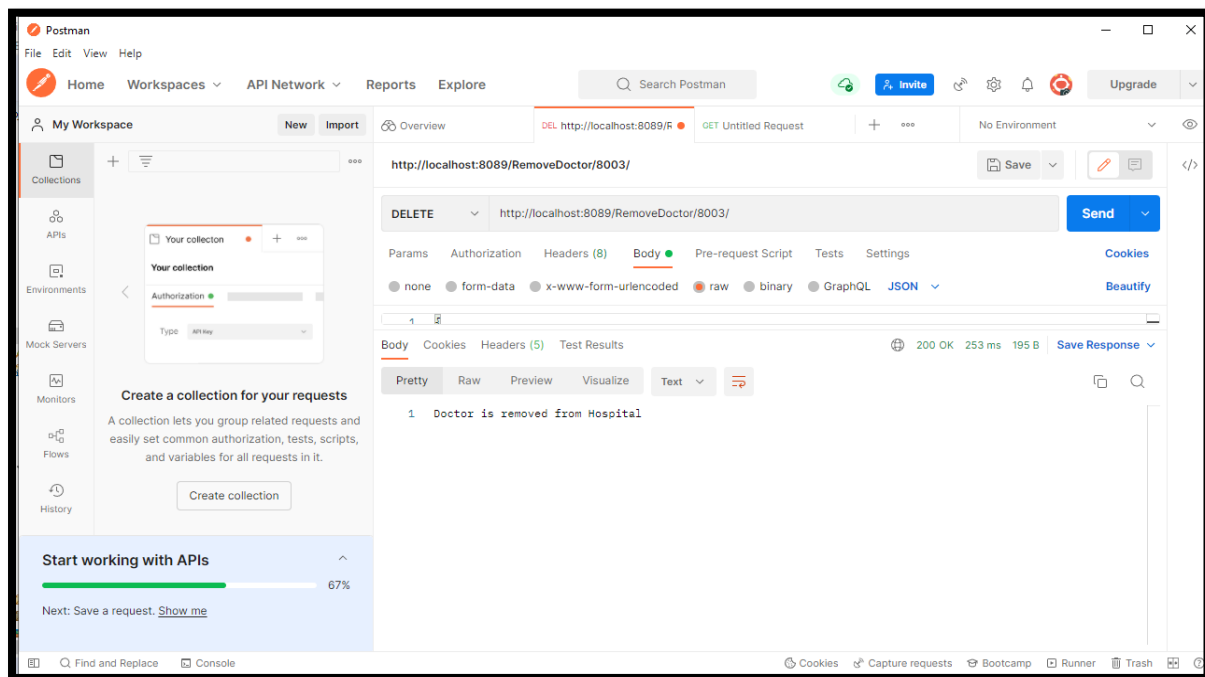 Postman
File Edit View Help
Home Workspaces API Network Reports Explore Search Postman Invite Upgrade
My Workspace New Import Overview DEL http://localhost:8089/R GET Untitled Request No Environment
Collections
APIs
Environments
Mock Servers
Monitors
Flows
History
Your collecton
Your collection
Authorization
Type API Key
Create a collection for your requests
A collection lets you group related requests and
easily set common authorization, tests, scripts,
and variables for all requests in it.
Create collection
Start working with APIs
67%
Next: Save a request. Show me
http://localhost:8089/RemoveDoctor/8003/ Save
DELETE http://localhost:8089/RemoveDoctor/8003/ Send
Params Authorization Headers (8) Body Pre-request Script Tests Settings Cookies
none form-data x-www-form-urlencoded raw binary GraphQL JSON Beautify
1
Body Cookies Headers (5) Test Results 200 OK 253 ms 195 B Save Response
Pretty Raw Preview Visualize Text
1 Doctor is removed from Hospital
Find and Replace Console Cookies Capture requests Bootcamp Runner Trash